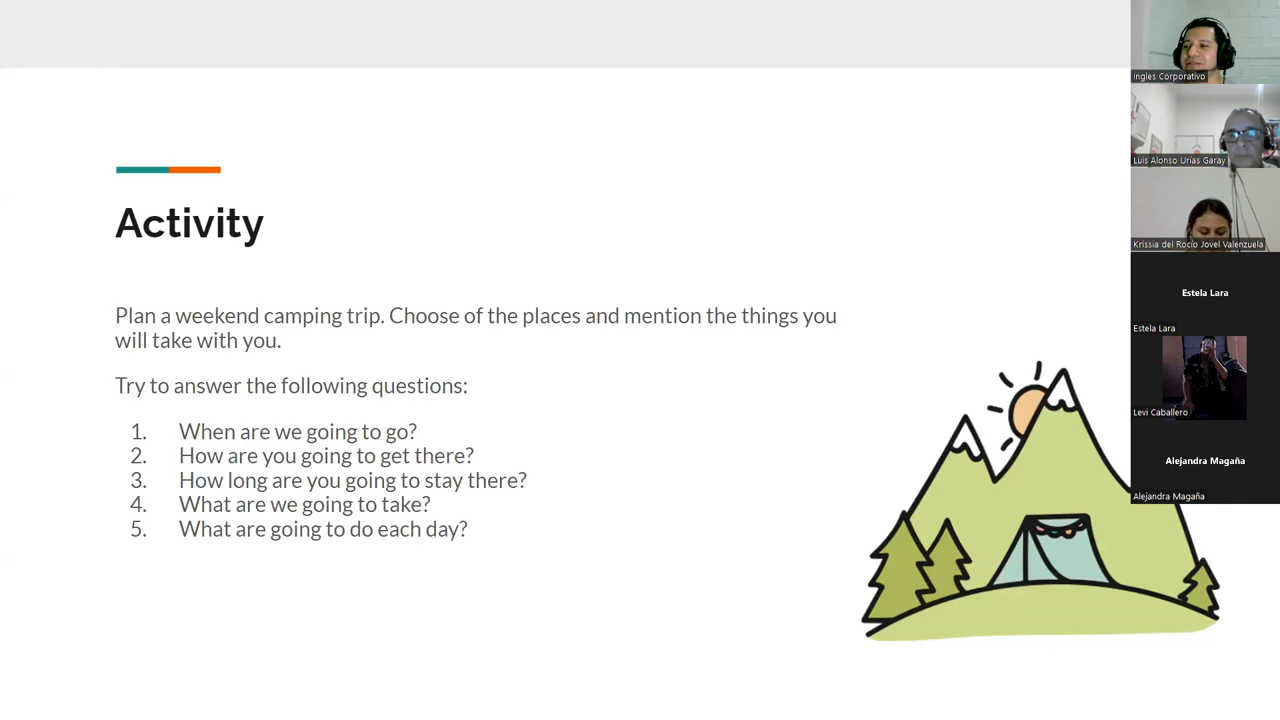 Activity
Plan a weekend camping trip. Choose of the places and mention the things you
will take with you.
Try to answer the following questions:
1. When are we going to go?
2. How are you going to get there?
3. How long are you going to stay there?
4. What are we going to take?
5. What are going to do each day?
Ingles Corporativo
Luis Alonso Urías Garay
Krissia del Rocío Jovel Valenzuela
Estela Lara
Estela Lara
Levi Caballero
Alejandra Magaña
Alejandra Magaña